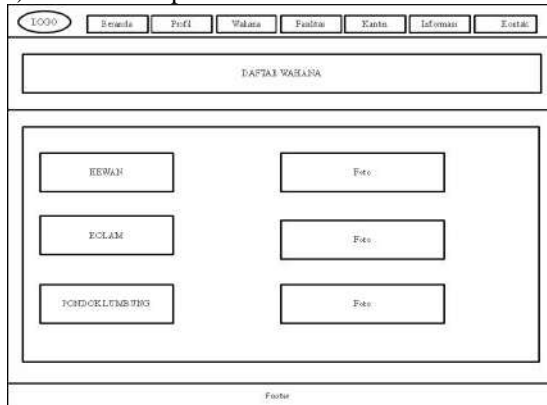 LOGO Beranda Profil Wahana Fasilitas Kantin Informasi Kontak
DAFTAR WAHANA
HEWAN Foto
KOLAM Foto
PONDOK LUMBUNG Foto
Footer